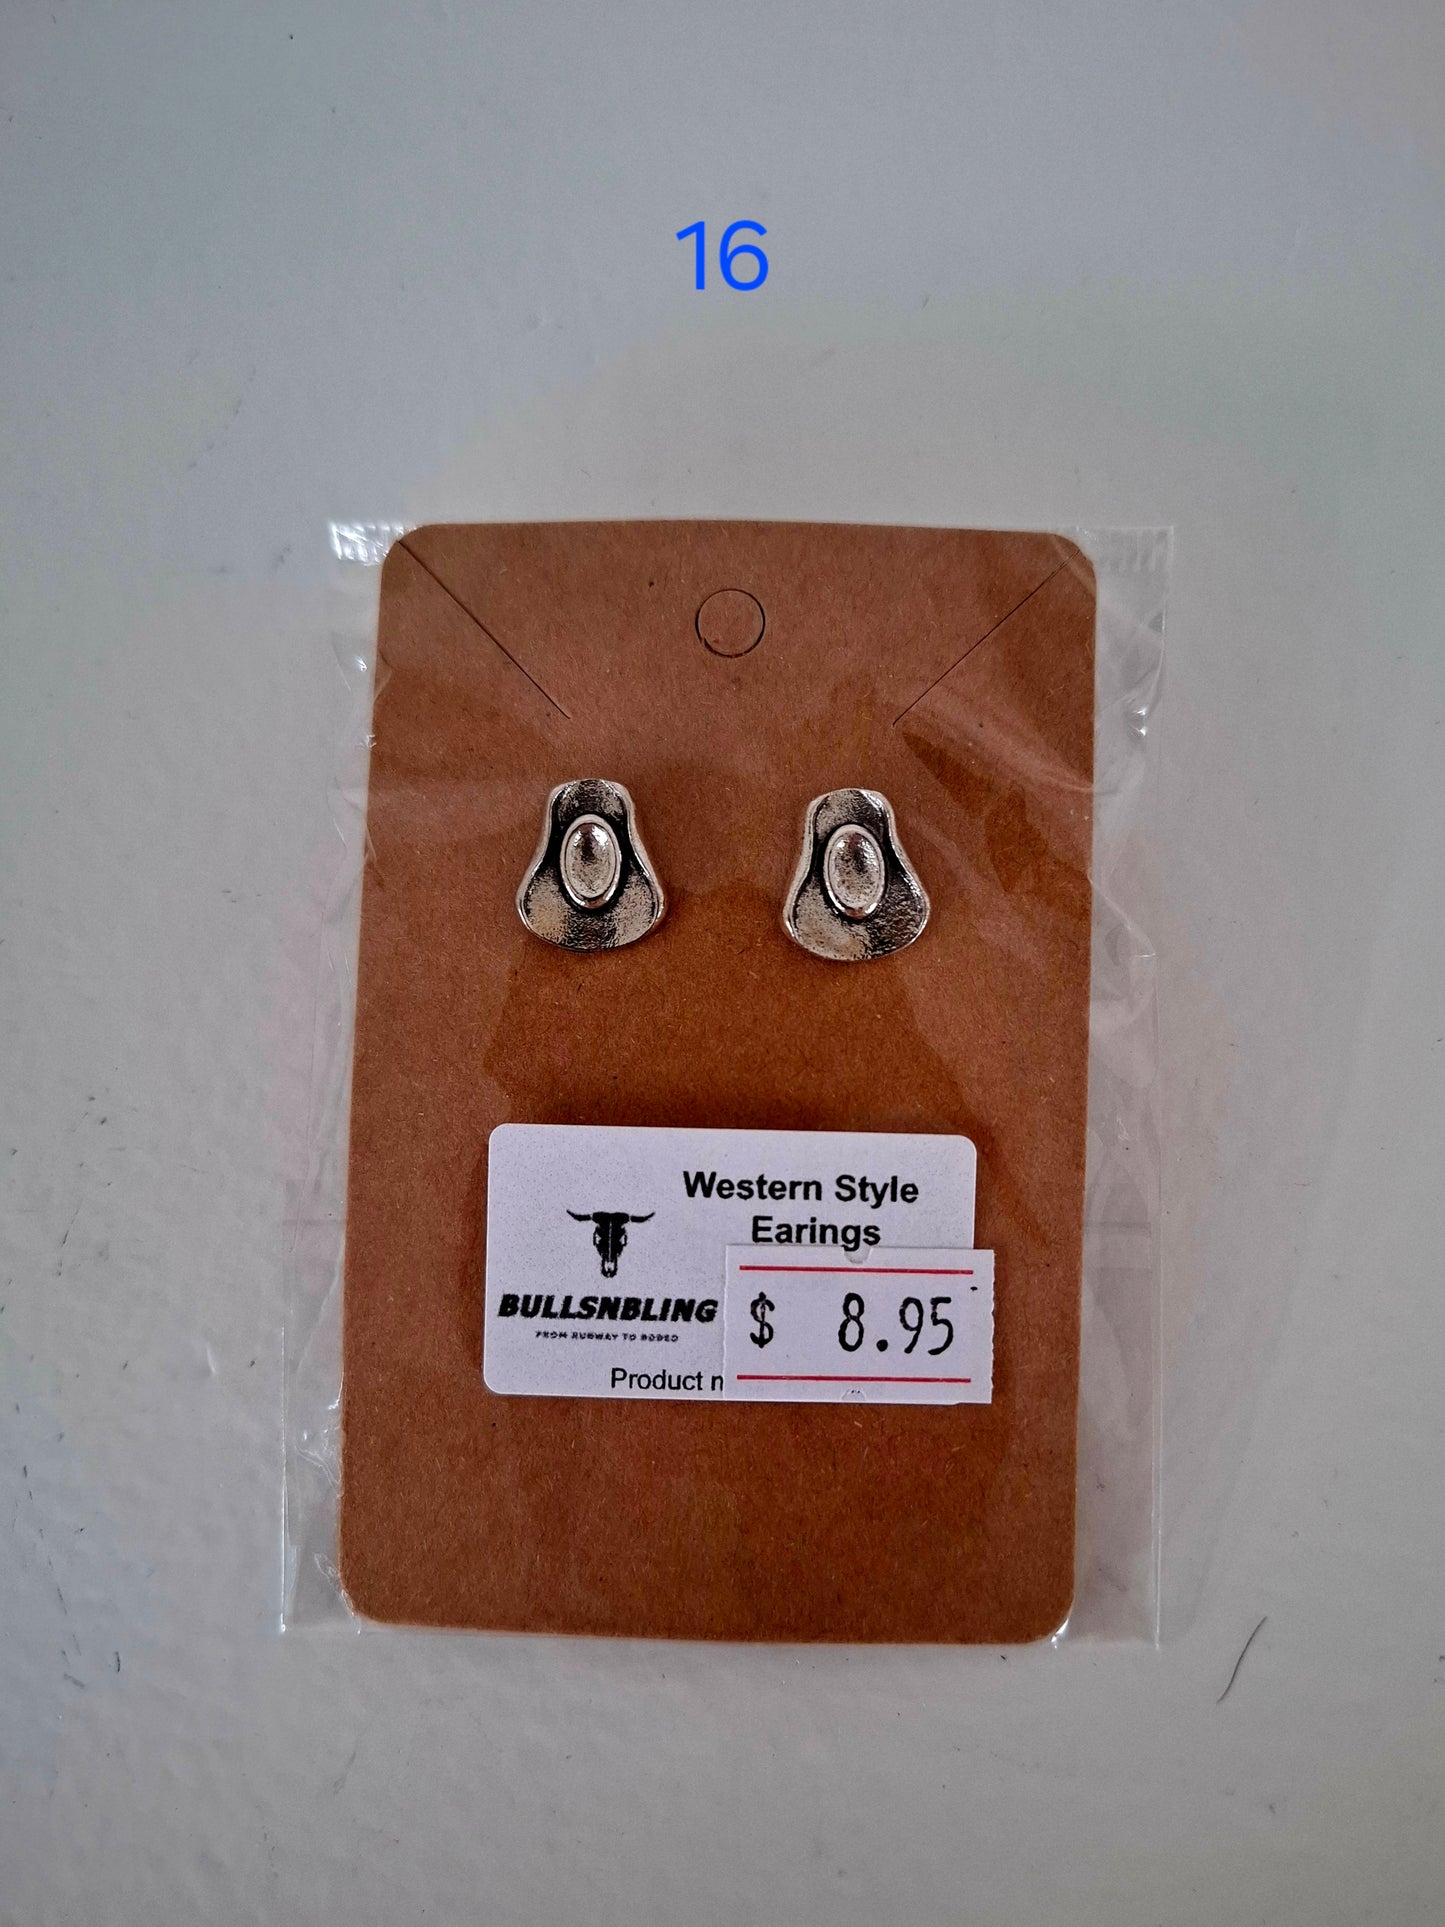 16
Western Style
Earings
BULLSNBLING
FROM RUNWAY TO RODEO
$ 8.95
Product n